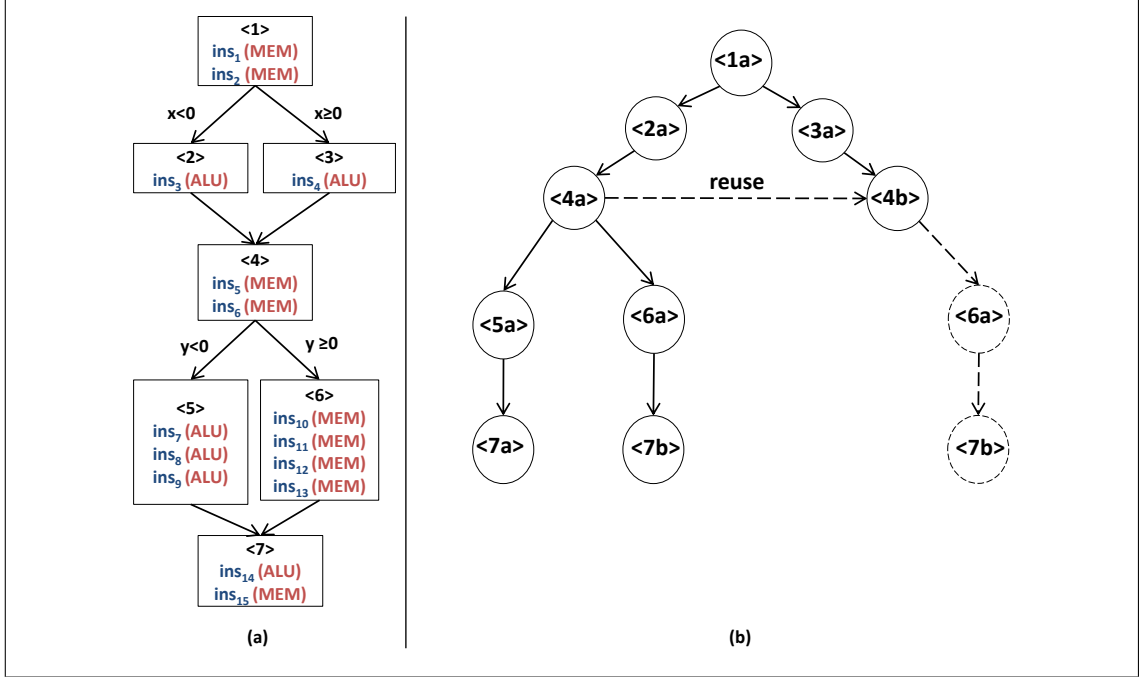 <1>
ins1 (MEM)
ins2 (MEM)
x<0
x≥0
<2>
ins3 (ALU)
<3>
ins4 (ALU)
<4>
ins5 (MEM)
ins6 (MEM)
y<0
y ≥0
<5>
ins7 (ALU)
ins8 (ALU)
ins9 (ALU)
<6>
ins10 (MEM)
ins11 (MEM)
ins12 (MEM)
ins13 (MEM)
<7>
ins14 (ALU)
ins15 (MEM)
(a)
<1a>
<2a>
<3a>
<4a>
reuse
<4b>
<5a>
<6a>
<6a>
<7a>
<7b>
<7b>
(b)